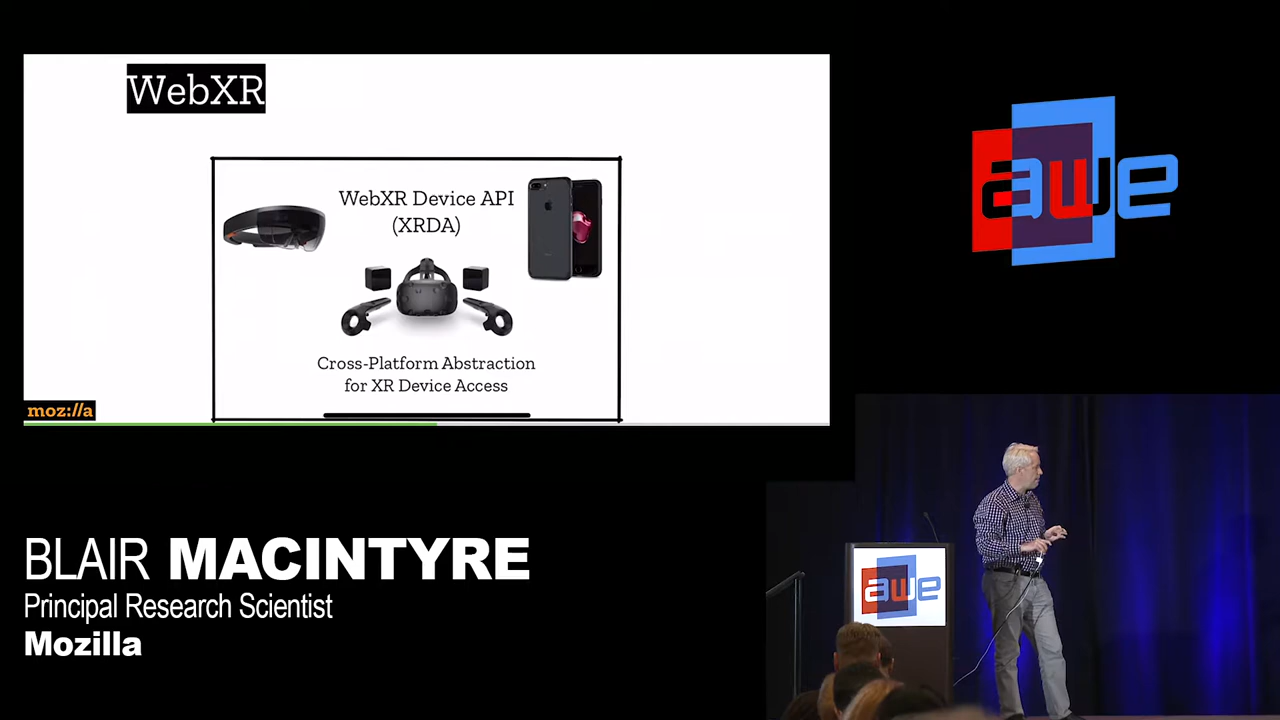 WebXR
WebXR Device API
(XRDA)
Cross-Platform Abstraction
for XR Device Access
moz://a
awe
BLAIR MACINTYRE
Principal Research Scientist
Mozilla
awe